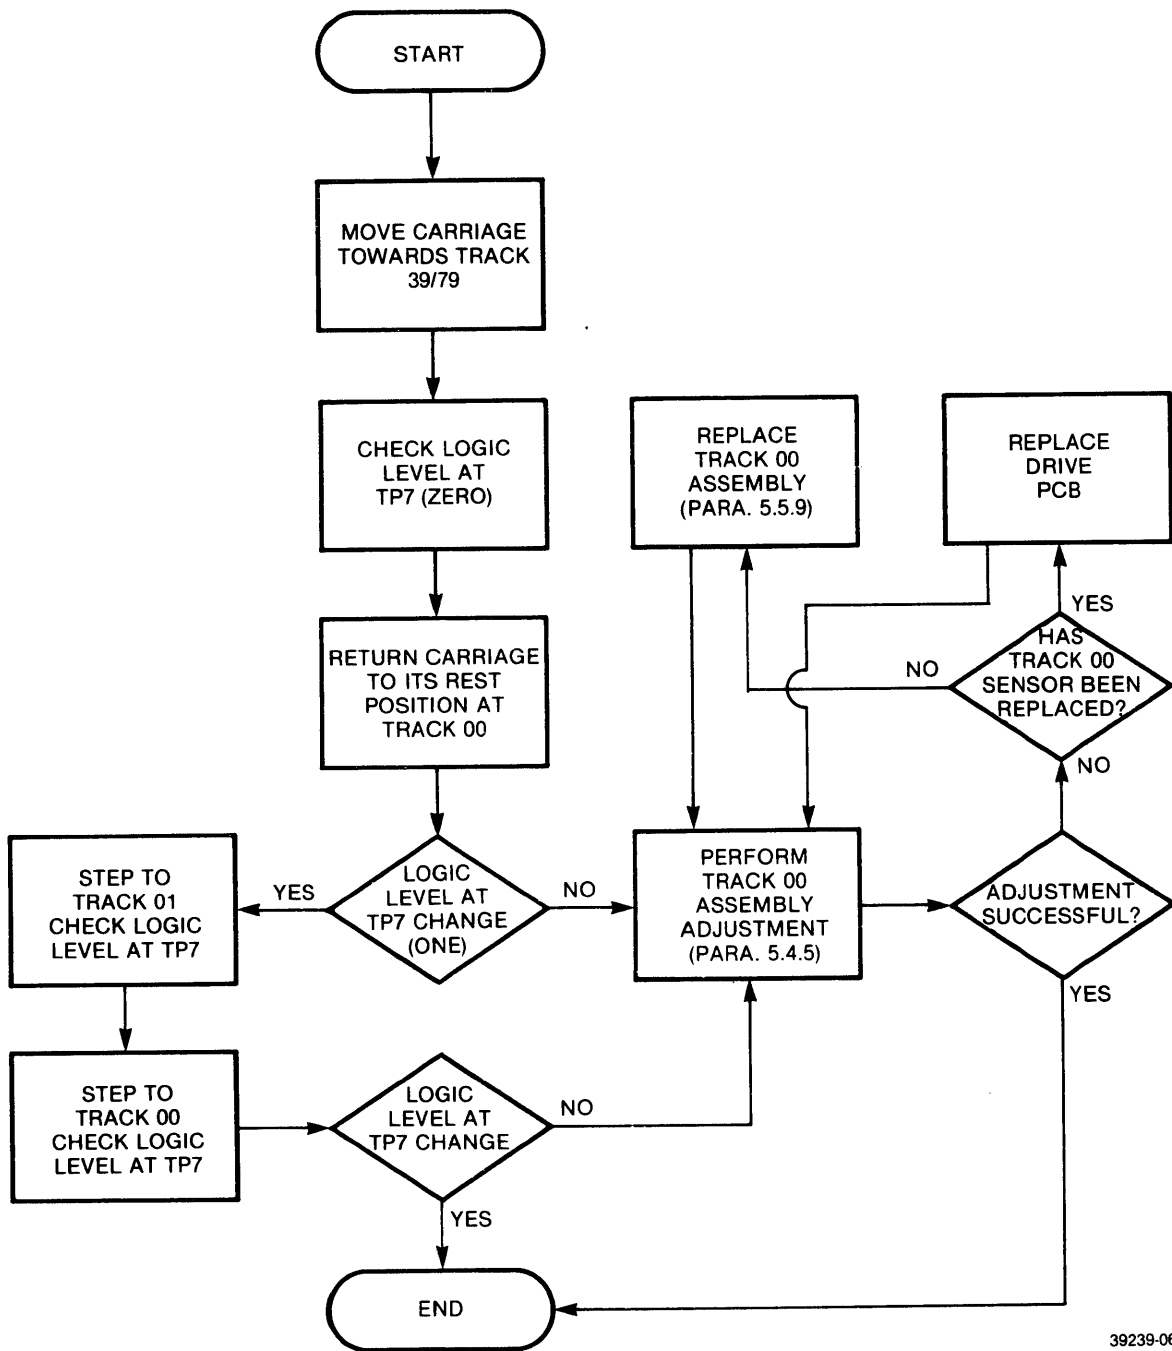 START
MOVE CARRIAGE
TOWARDS TRACK
39/79
CHECK LOGIC
LEVEL AT
TP7 (ZERO)
REPLACE
TRACK 00
ASSEMBLY
(PARA. 5.5.9)
REPLACE
DRIVE
PCB
YES
HAS
TRACK 00
SENSOR BEEN
REPLACED?
NO
RETURN CARRIAGE
TO ITS REST
POSITION AT
TRACK 00
NO
STEP TO
TRACK 01
CHECK LOGIC
LEVEL AT TP7
YES
LOGIC
LEVEL AT
TP7 CHANGE
(ONE)
NO
PERFORM
TRACK 00
ASSEMBLY
ADJUSTMENT
(PARA. 5.4.5)
ADJUSTMENT
SUCCESSFUL?
YES
STEP TO
TRACK 00
CHECK LOGIC
LEVEL AT TP7
LOGIC
LEVEL AT
TP7 CHANGE
NO
YES
END
39239-06